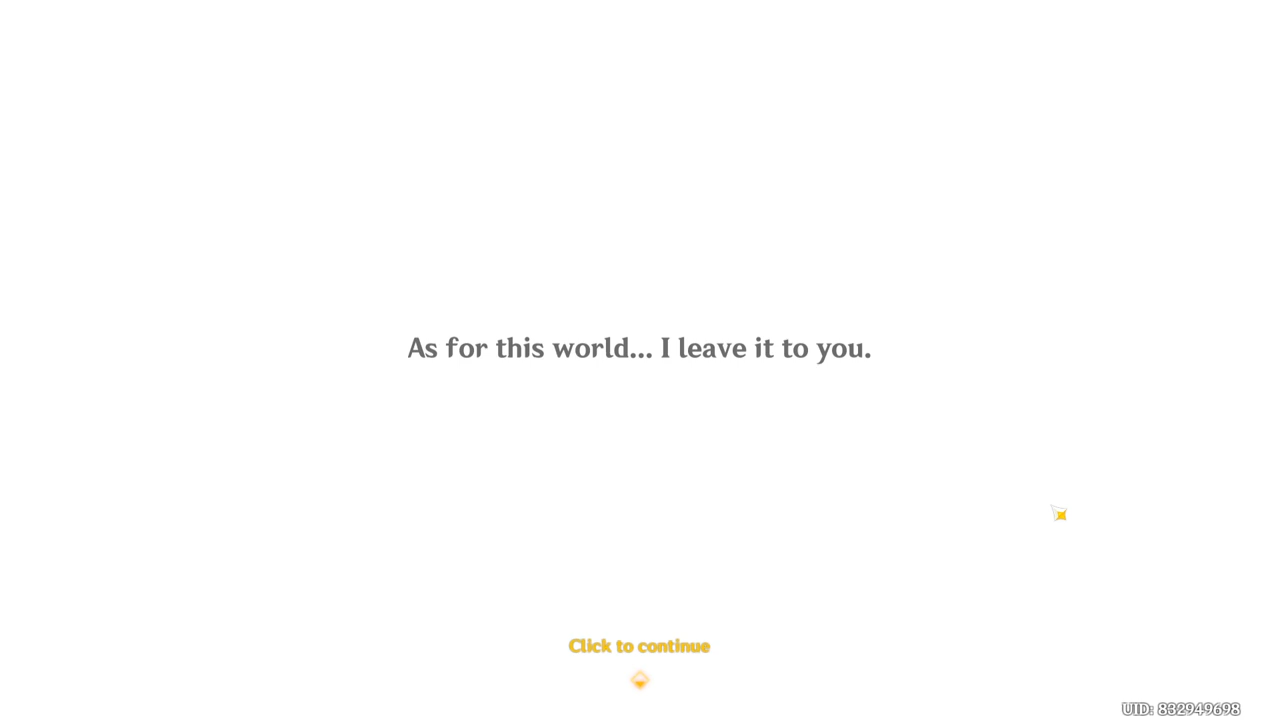 As for this world... I leave it to you.
Click to continue
UID: 832949698